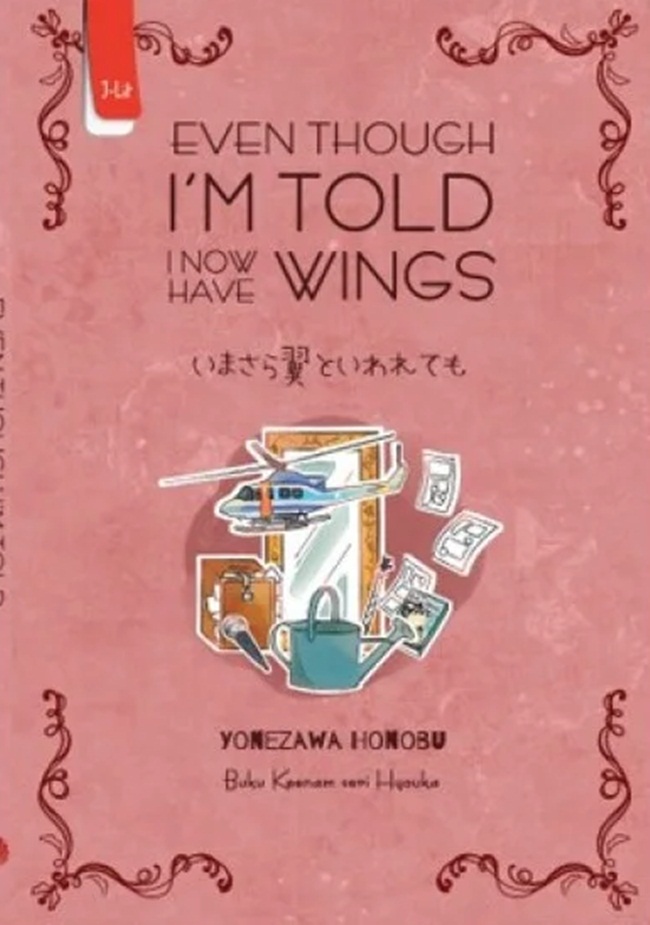 J-Lit
EVEN THOUGH
I'M TOLD
I NOW
HAVE
WINGS
いまさら翼といわれても
YONEZAWA HONOBU
Buku Keenam seri Hyouka